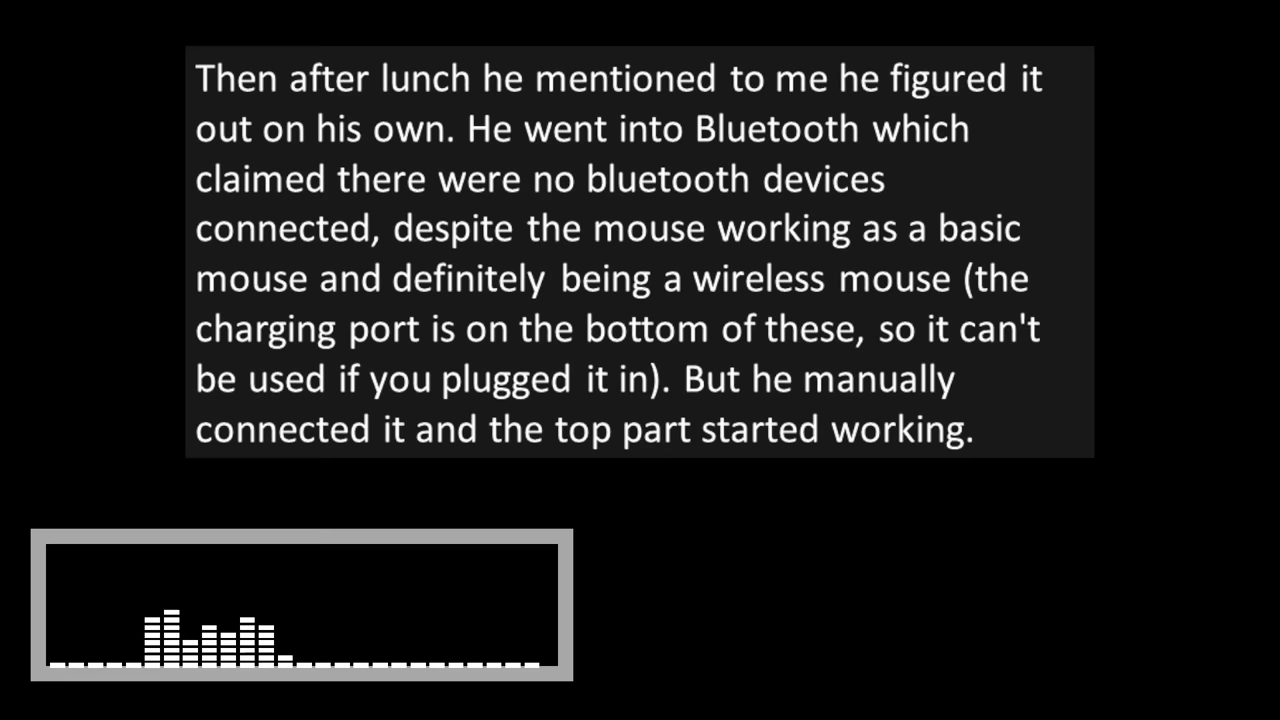 Then after lunch he mentioned to me he figured it
out on his own. He went into Bluetooth which
claimed there were no bluetooth devices
connected, despite the mouse working as a basic
mouse and definitely being a wireless mouse (the
charging port is on the bottom of these, so it can't
be used if you plugged it in). But he manually
connected it and the top part started working.